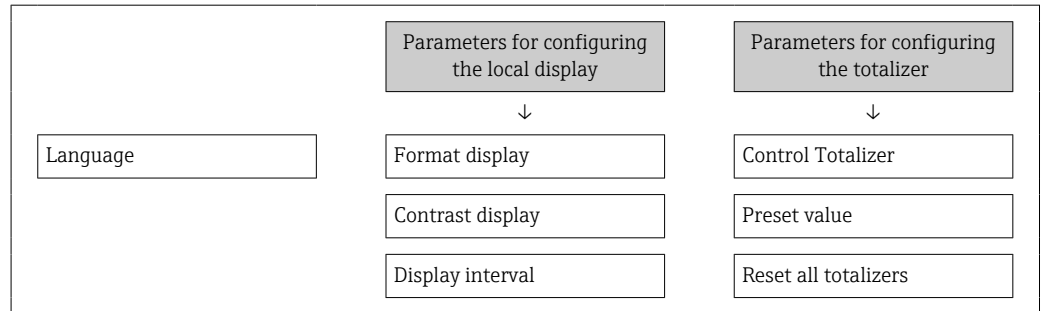 Parameters for configuring
the local display
Parameters for configuring
the totalizer
↓
↓
Language
Format display
Control Totalizer
Contrast display
Preset value
Display interval
Reset all totalizers